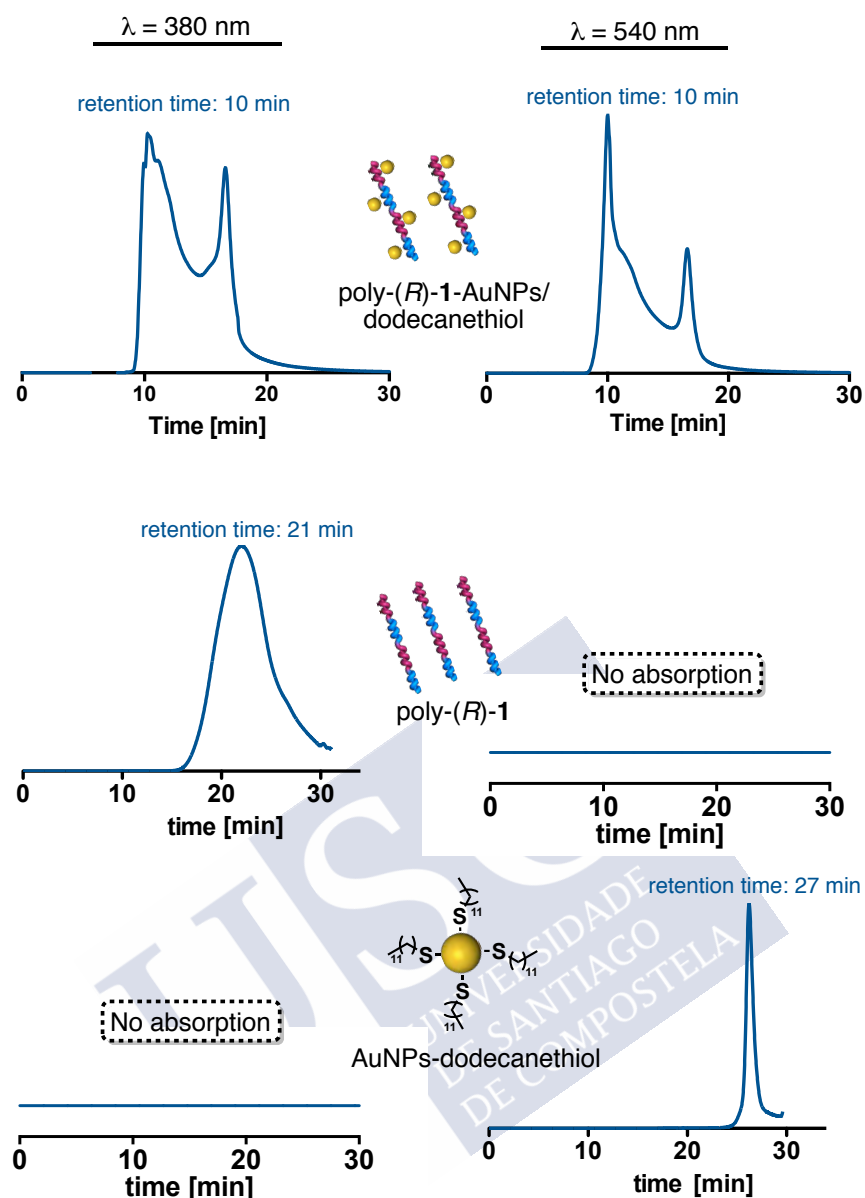 λ = 380 nm
λ = 540 nm
retention time: 10 min
retention time: 10 min
poly-(R)-1-AuNPs/
dodecanethiol
0 10 20 30
Time [min]
0 10 20 30
Time [min]
retention time: 21 min
poly-(R)-1
No absorption
0 10 20 30
time [min]
0 10 20 30
time [min]
retention time: 27 min
11
S
11
S
S
11
S
11
No absorption
AuNPs-dodecanethiol
USC
UNIVERSIDADE
DE SANTIAGO
DE COMPOSTELA
0 10 20 30
time [min]
0 10 20 30
time [min]